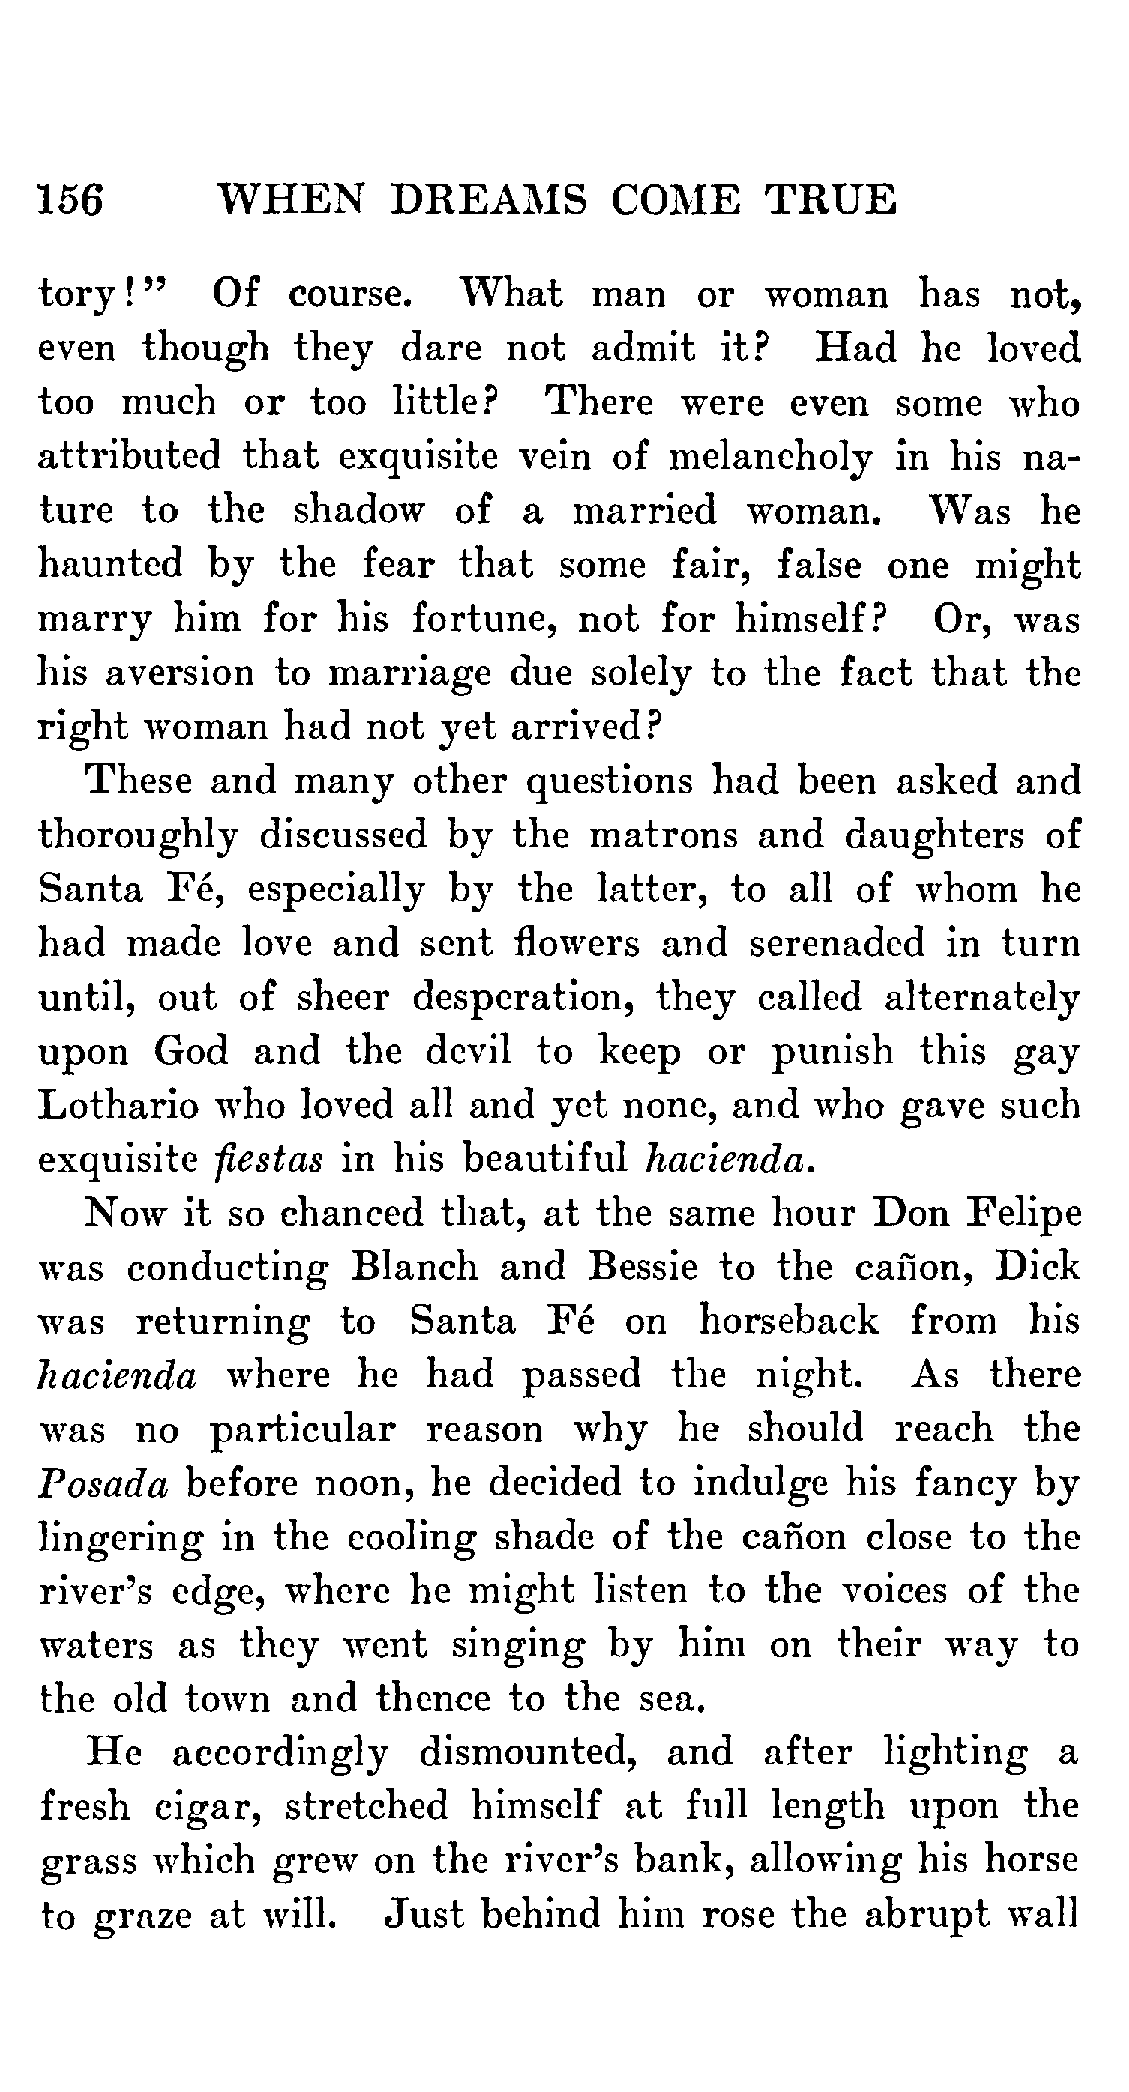 156 WHEN DREAMS COME TRUE
tory!" Of course. What man or woman has not,
even though they dare not admit it? Had he loved
too much or too little? There were even some who
attributed that exquisite vein of melancholy in his na-
ture to the shadow of a married woman. Was he
haunted by the fear that some fair, false one might
marry him for his fortune, not for himself? Or, was
his aversion to marriage due solely to the fact that the
right woman had not yet arrived?
These and many other questions had been asked and
thoroughly discussed by the matrons and daughters of
Santa Fé, especially by the latter, to all of whom he
had made love and sent flowers and serenaded in turn
until, out of sheer desperation, they called alternately
upon God and the devil to keep or punish this gay
Lothario who loved all and yet none, and who gave such
exquisite fiestas in his beautiful hacienda.
Now it so chanced that, at the same hour Don Felipe
was conducting Blanch and Bessie to the cañon, Dick
was returning to Santa Fé on horseback from his
hacienda where he had passed the night. As there
was no particular reason why he should reach the
Posada before noon, he decided to indulge his fancy by
lingering in the cooling shade of the cañon close to the
river's edge, where he might listen to the voices of the
waters as they went singing by him on their way to
the old town and thence to the sea.
He accordingly dismounted, and after lighting a
fresh cigar, stretched himself at full length upon the
grass which grew on the river's bank, allowing his horse
to graze at will. Just behind him rose the abrupt wall